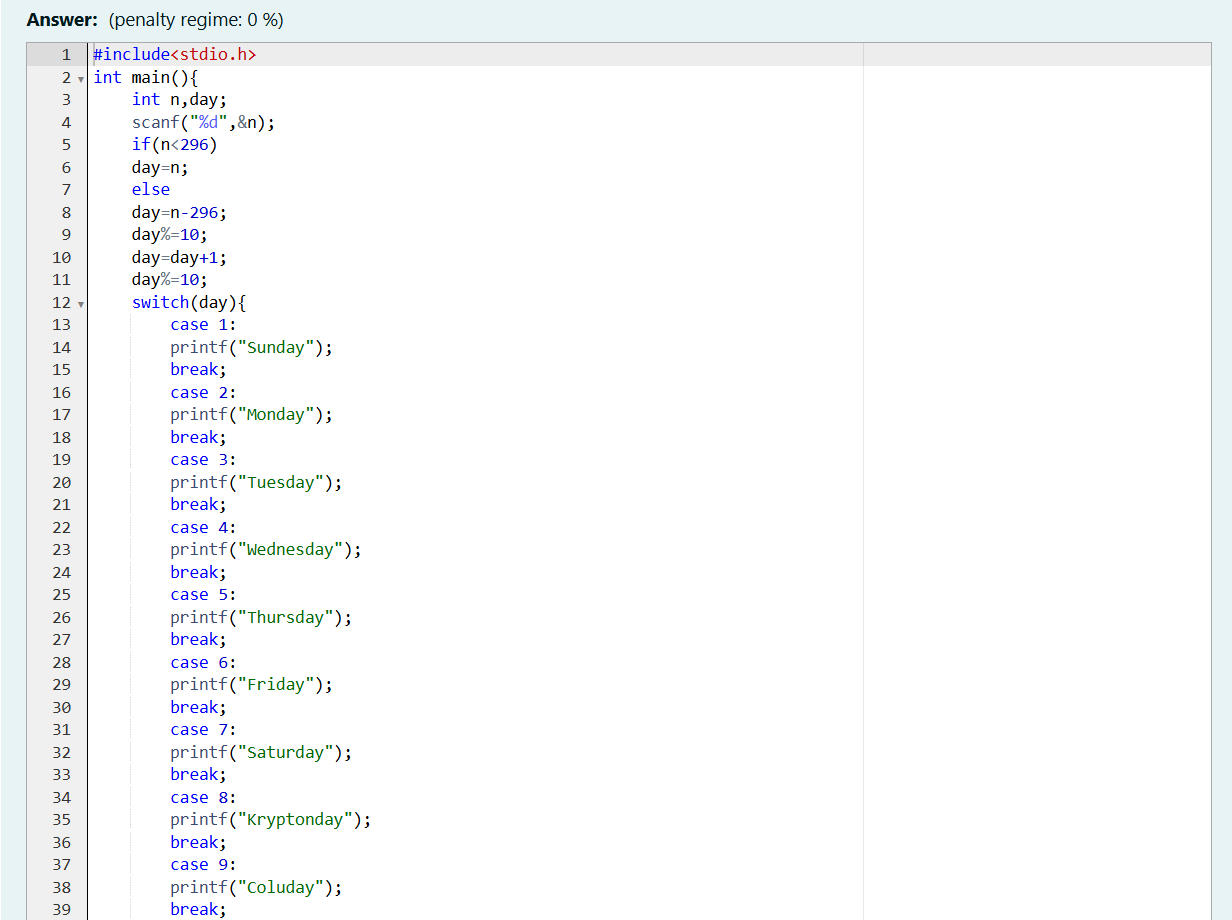 Answer: (penalty regime: 0 %)
1 #include<stdio.h>
2 int main(){
3 int n,day;
4 scanf("%d",&n);
5 if(n<296)
6 day=n;
7 else
8 day=n-296;
9 day%=10;
10 day=day+1;
11 day%=10;
12 switch(day){
13 case 1:
14 printf("Sunday");
15 break;
16 case 2:
17 printf("Monday");
18 break;
19 case 3:
20 printf("Tuesday");
21 break;
22 case 4:
23 printf("Wednesday");
24 break;
25 case 5:
26 printf("Thursday");
27 break;
28 case 6:
29 printf("Friday");
30 break;
31 case 7:
32 printf("Saturday");
33 break;
34 case 8:
35 printf("Kryptonday");
36 break;
37 case 9:
38 printf("Coluday");
39 break;